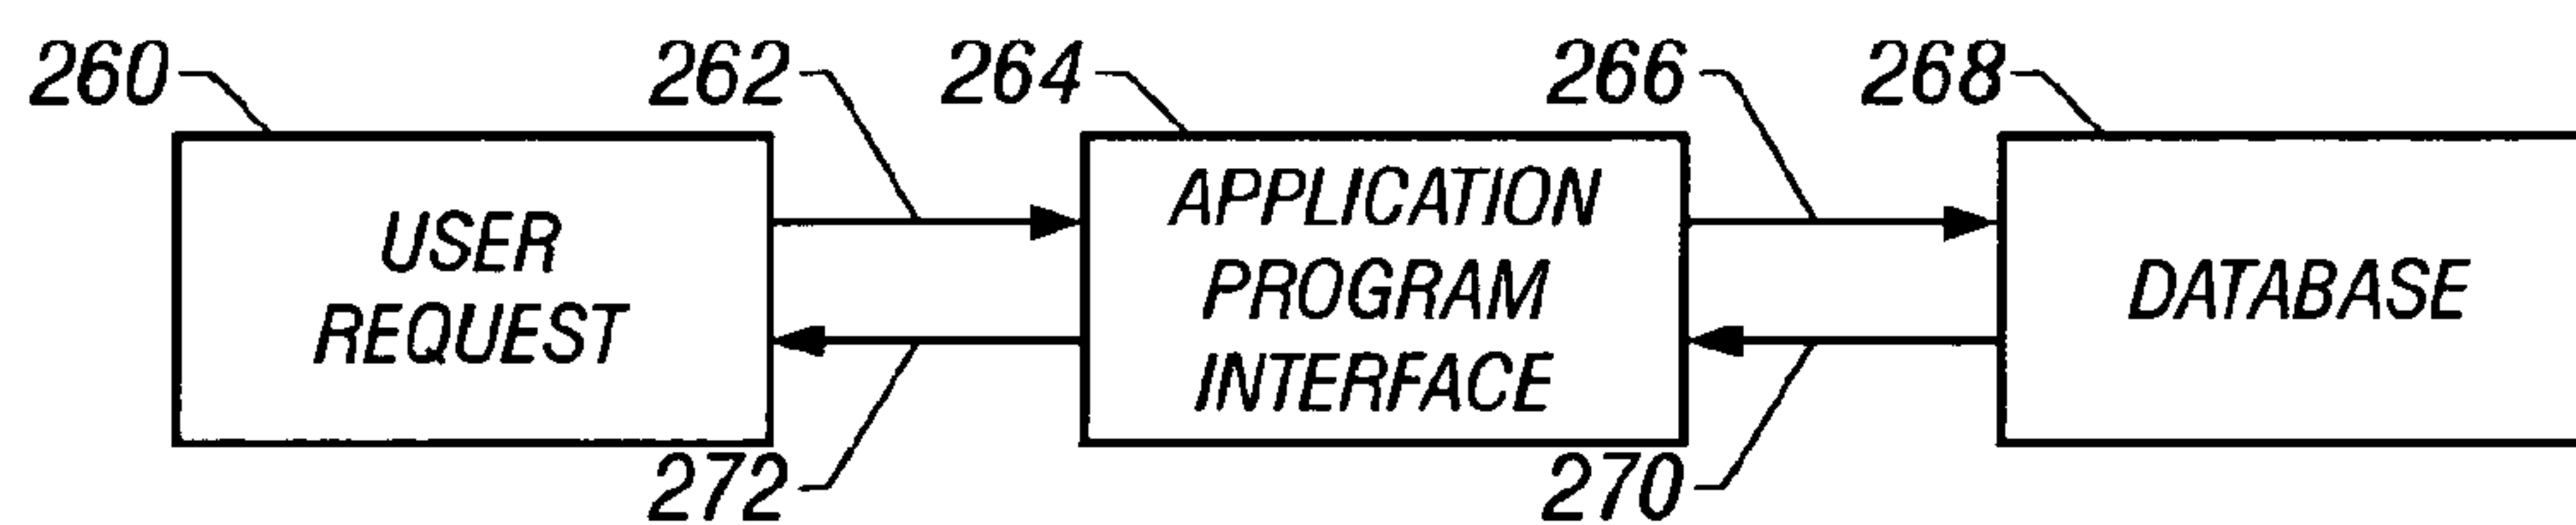 260
262
264
266
268
USER
REQUEST
APPLICATION
PROGRAM
INTERFACE
DATABASE
272
270